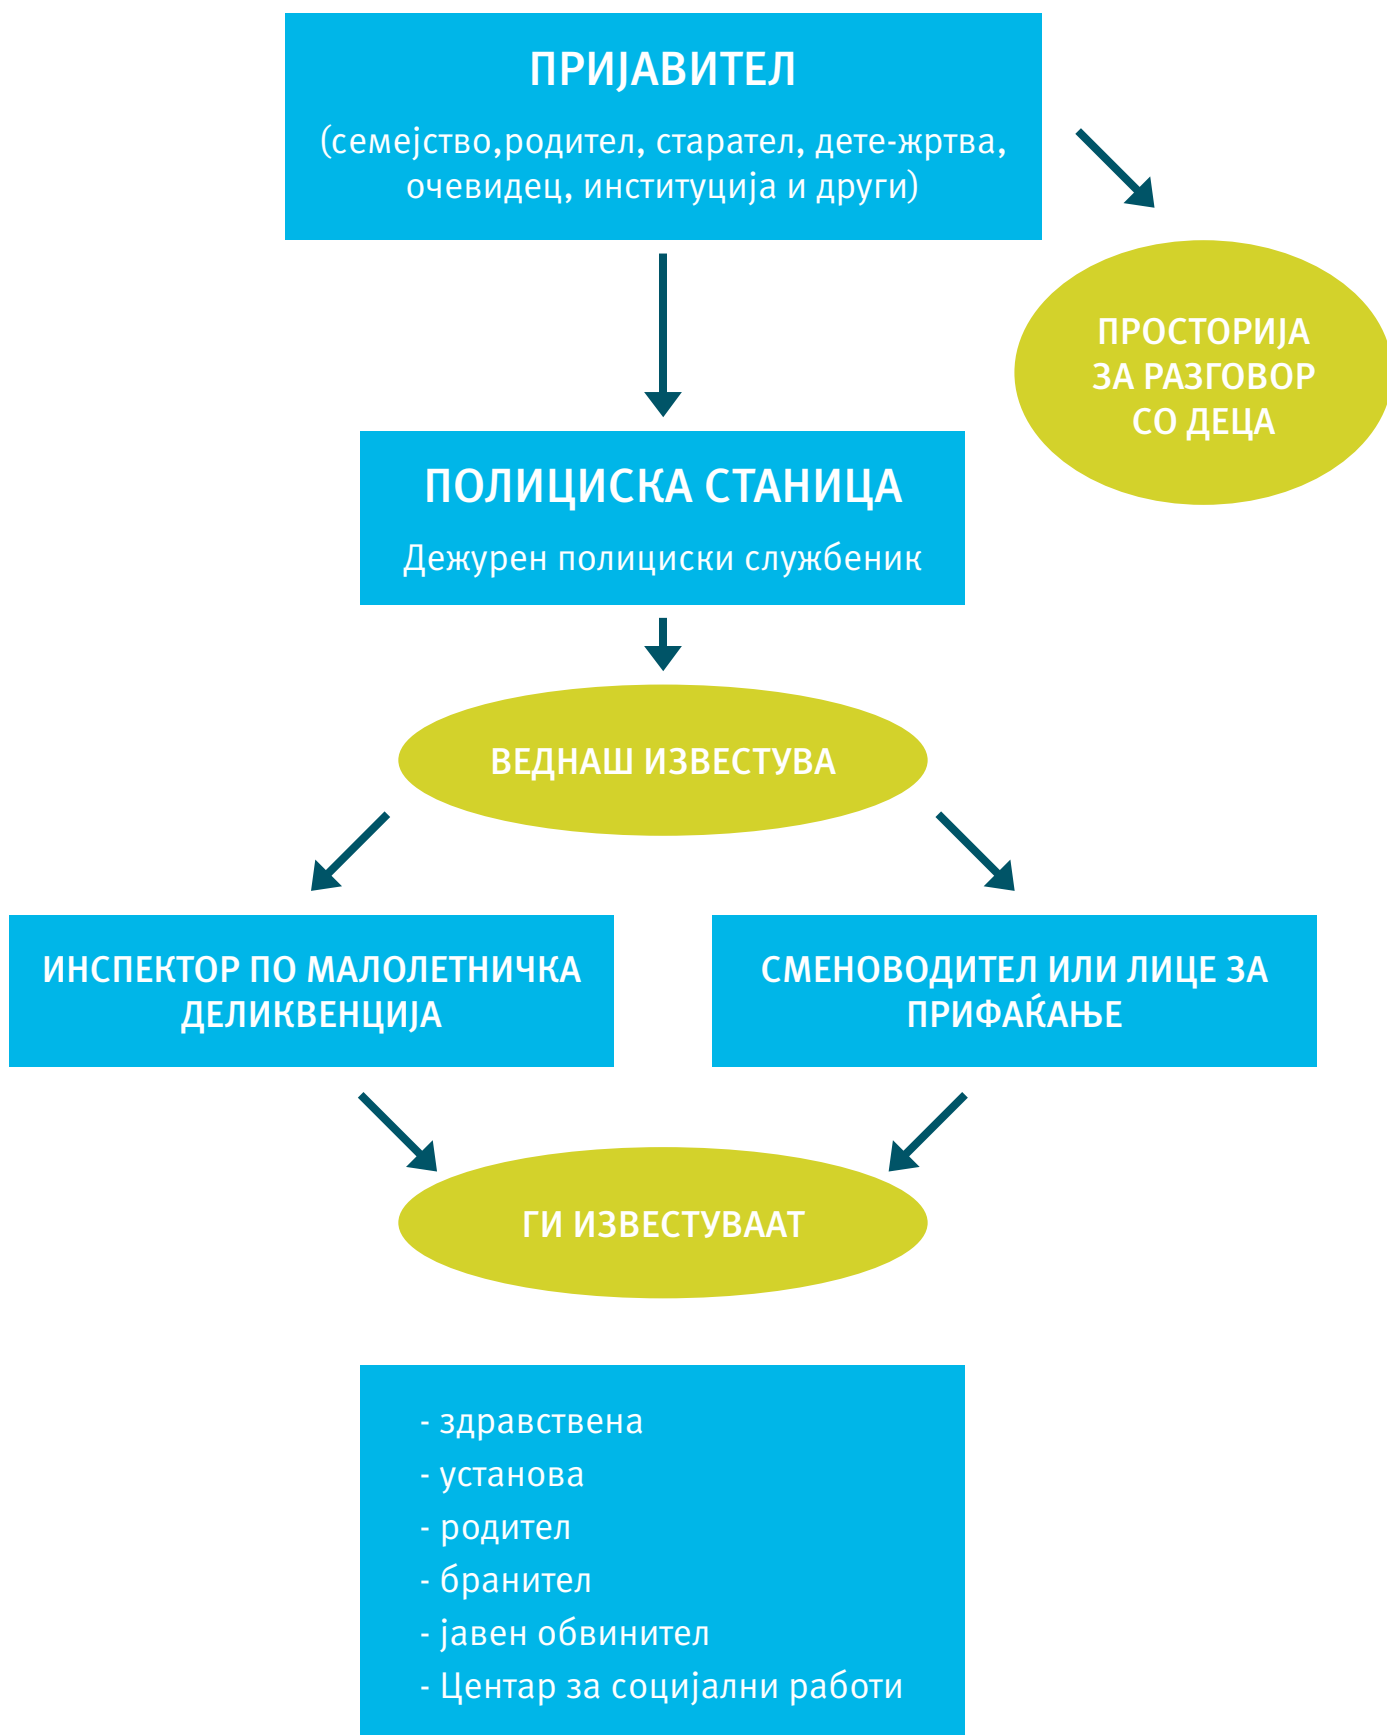 ПРИЈАВИТЕЛ
(семејство,родител, старател, дете-жртва,
очевидец, институција и други)
ПРОСТОРИЈА
ЗА РАЗГОВОР
СО ДЕЦА
ПОЛИЦИСКА СТАНИЦА
Дежурен полициски службеник
ВЕДНАШ ИЗВЕСТУВА
ИНСПЕКТОР ПО МАЛОЛЕТНИЧКА
ДЕЛИКВЕНЦИЈА
СМЕНОВОДИТЕЛ ИЛИ ЛИЦЕ ЗА
ПРИФАЌАЊЕ
ГИ ИЗВЕСТУВААТ
- здравствена
- установа
- родител
- бранител
- јавен обвинител
- Центар за социјални работи